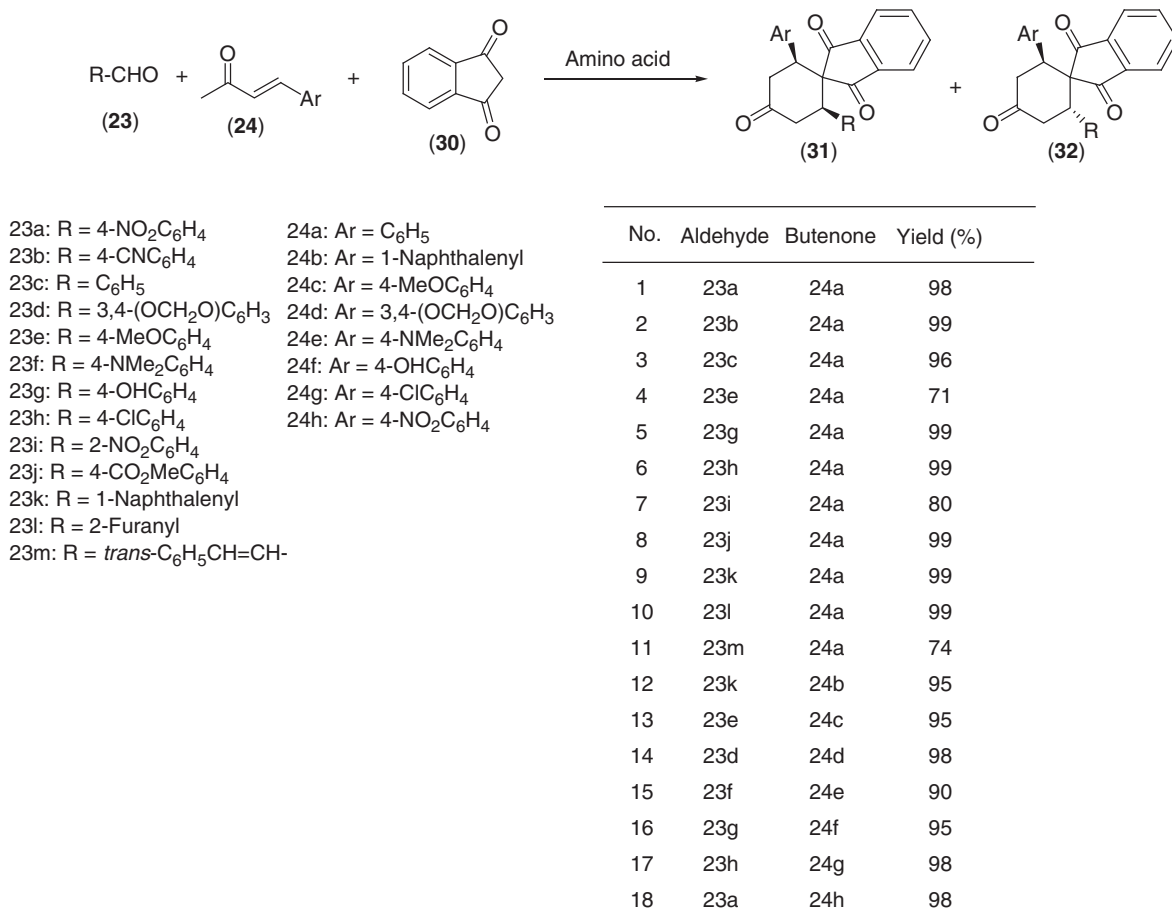 R-CHO + + Amino acid +
O Ar O O Ar O O O R Ar O O O R
(23) (24) (30) (31) (32)
23a: R = 4-NO₂C₆H₄
23b: R = 4-CNC₆H₄
23c: R = C₆H₅
23d: R = 3,4-(OCH₂O)C₆H₃
23e: R = 4-MeOC₆H₄
23f: R = 4-NMe₂C₆H₄
23g: R = 4-OHC₆H₄
23h: R = 4-ClC₆H₄
23i: R = 2-NO₂C₆H₄
23j: R = 4-CO₂MeC₆H₄
23k: R = 1-Naphthalenyl
23l: R = 2-Furanyl
23m: R = trans-C₆H₅CH=CH-
24a: Ar = C₆H₅
24b: Ar = 1-Naphthalenyl
24c: Ar = 4-MeOC₆H₄
24d: Ar = 3,4-(OCH₂O)C₆H₃
24e: Ar = 4-NMe₂C₆H₄
24f: Ar = 4-OHC₆H₄
24g: Ar = 4-ClC₆H₄
24h: Ar = 4-NO₂C₆H₄
No. Aldehyde Butenone Yield (%)
1 23a 24a 98
2 23b 24a 99
3 23c 24a 96
4 23e 24a 71
5 23g 24a 99
6 23h 24a 99
7 23i 24a 80
8 23j 24a 99
9 23k 24a 99
10 23l 24a 99
11 23m 24a 74
12 23k 24b 95
13 23e 24c 95
14 23d 24d 98
15 23f 24e 90
16 23g 24f 95
17 23h 24g 98
18 23a 24h 98